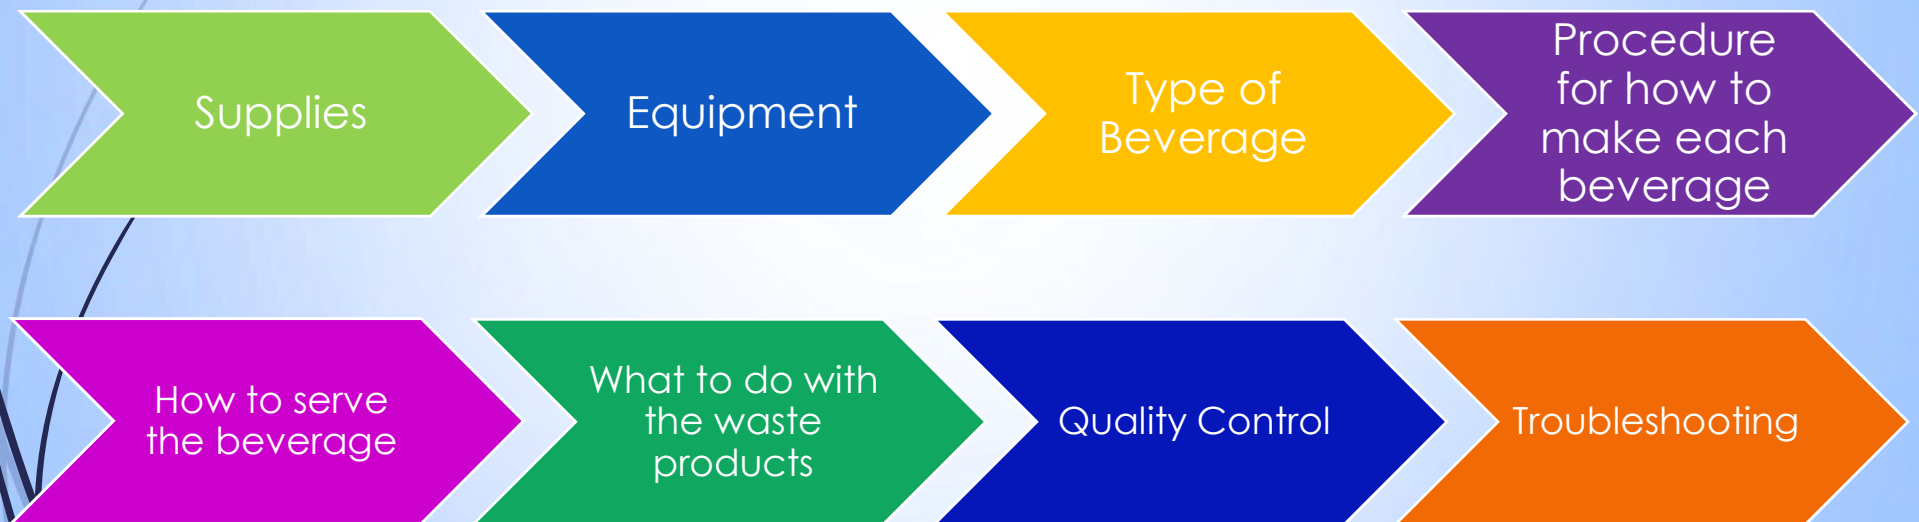 Supplies
Equipment
Type of
Beverage
Procedure
for how to
make each
beverage
How to serve
the beverage
What to do with
the waste
products
Quality Control
Troubleshooting